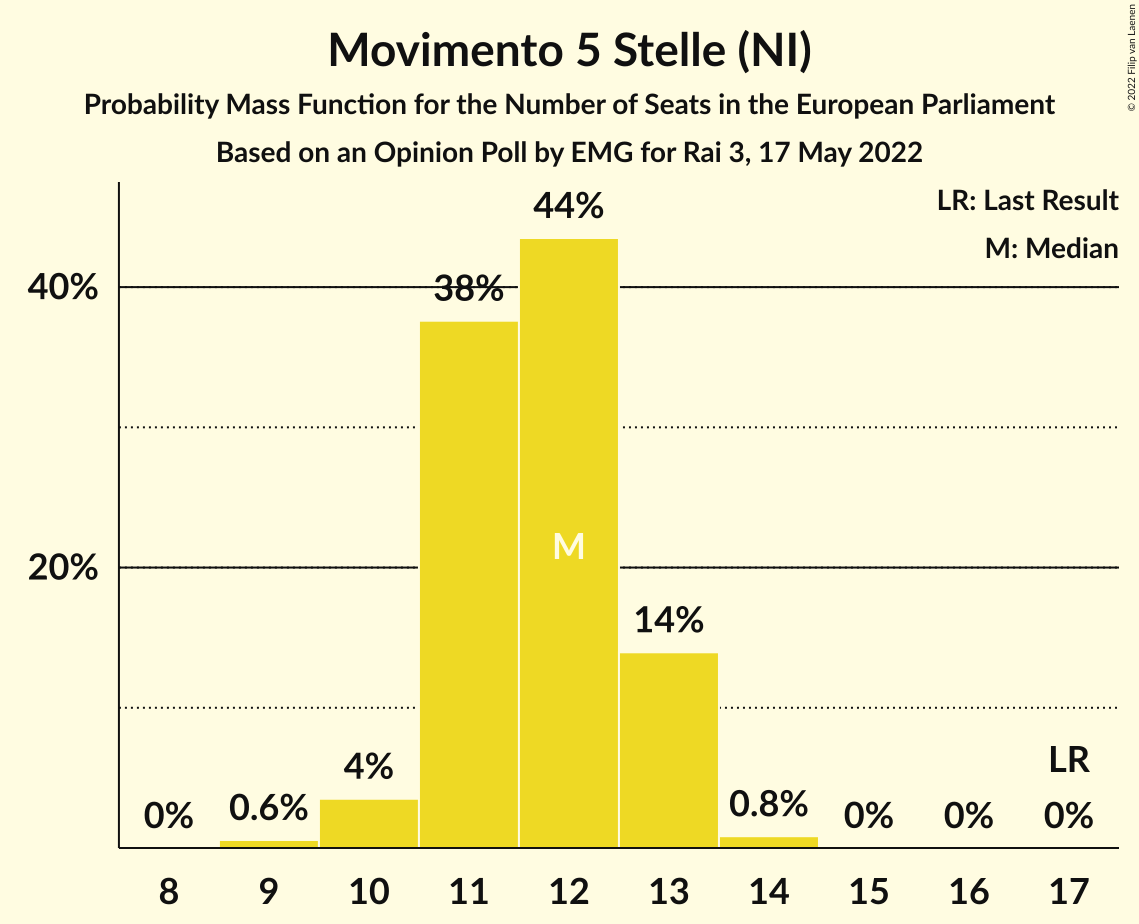 Movimento 5 Stelle (NI)
Probability Mass Function for the Number of Seats in the European Parliament
Based on an Opinion Poll by EMG for Rai 3, 17 May 2022
© 2022 Filip van Laenen
LR: Last Result
M: Median
40%
20%
0%
0.6%
4%
38%
44%
M
14%
0.8%
0%
0%
LR
0%
8 9 10 11 12 13 14 15 16 17